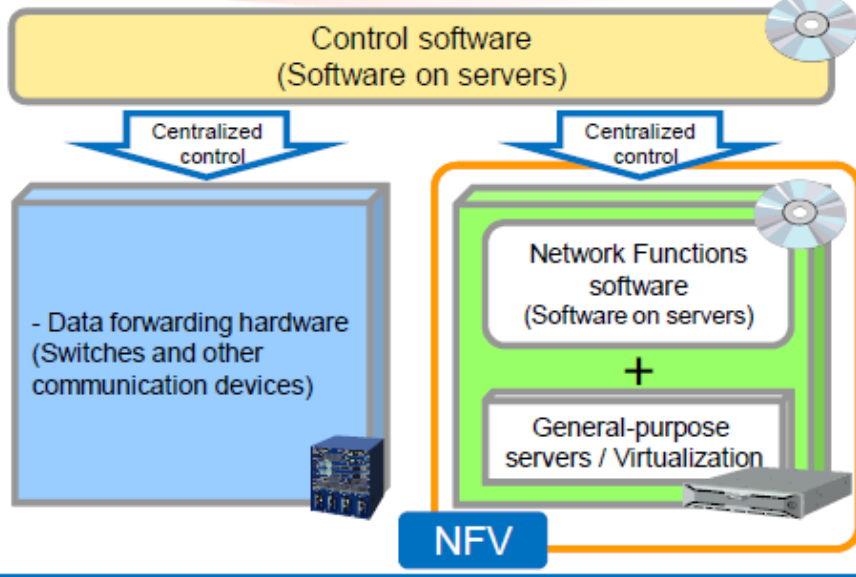 Control software
(Software on servers)
Centralized
control
Centralized
control
- Data forwarding hardware
(Switches and other
communication devices)
Network Functions
software
(Software on servers)
+
General-purpose
servers / Virtualization
NFV